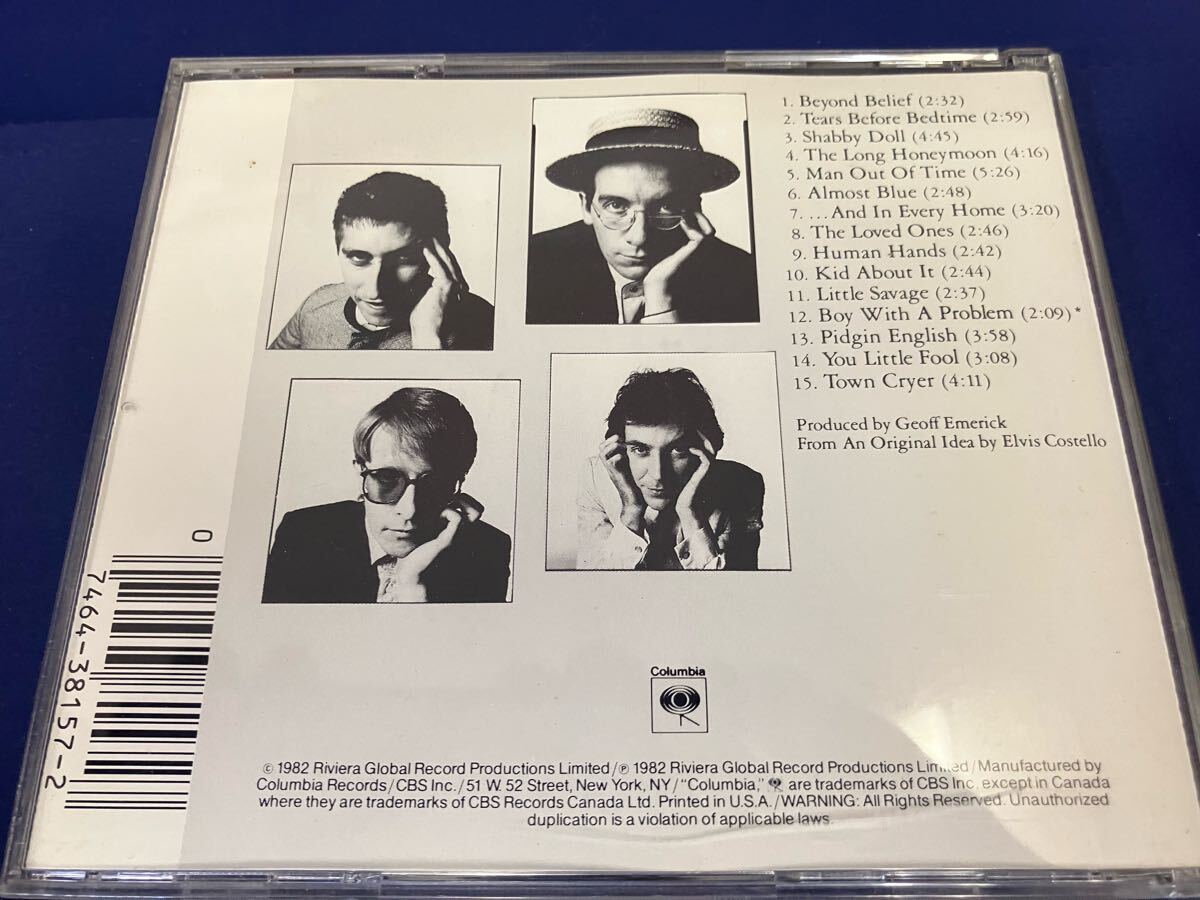 1. Beyond Belief (2:32)
2. Tears Before Bedtime (2:59)
3. Shabby Doll (4:45)
4. The Long Honeymoon (4:16)
5. Man Out Of Time (5:26)
6. Almost Blue (2:48)
7. ...And In Every Home (3:20)
8. The Loved Ones (2:46)
9. Human Hands (2:42)
10. Kid About It (2:44)
11. Little Savage (2:37)
12. Boy With A Problem (2:09)*
13. Pidgin English (3:58)
14. You Little Fool (3:08)
15. Town Cryer (4:11)
Produced by Geoff Emerick
From An Original Idea by Elvis Costello
0
7464-38157-2
Columbia
© 1982 Riviera Global Record Productions Limited/℗ 1982 Riviera Global Record Productions Limited/Manufactured by
Columbia Records/CBS Inc./51 W. 52 Street, New York, NY/"Columbia," are trademarks of CBS Inc. except in Canada
where they are trademarks of CBS Records Canada Ltd. Printed in U.S.A./WARNING: All Rights Reserved. Unauthorized
duplication is a violation of applicable laws.